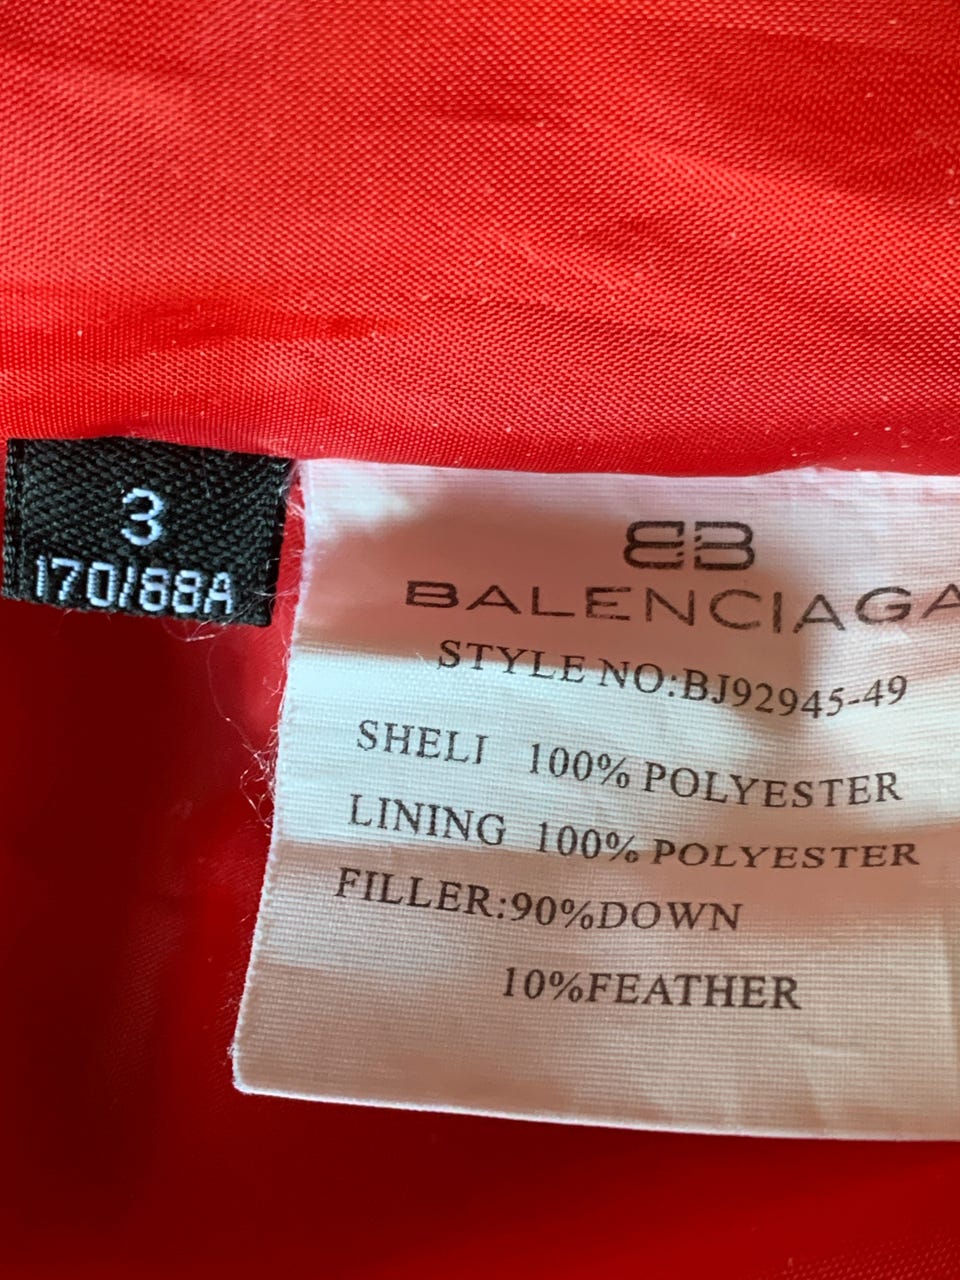 3
170/88A
BB
BALENCIAGA
STYLE NO:BJ92945-49
SHELI 100% POLYESTER
LINING 100% POLYESTER
FILLER:90%DOWN
10%FEATHER